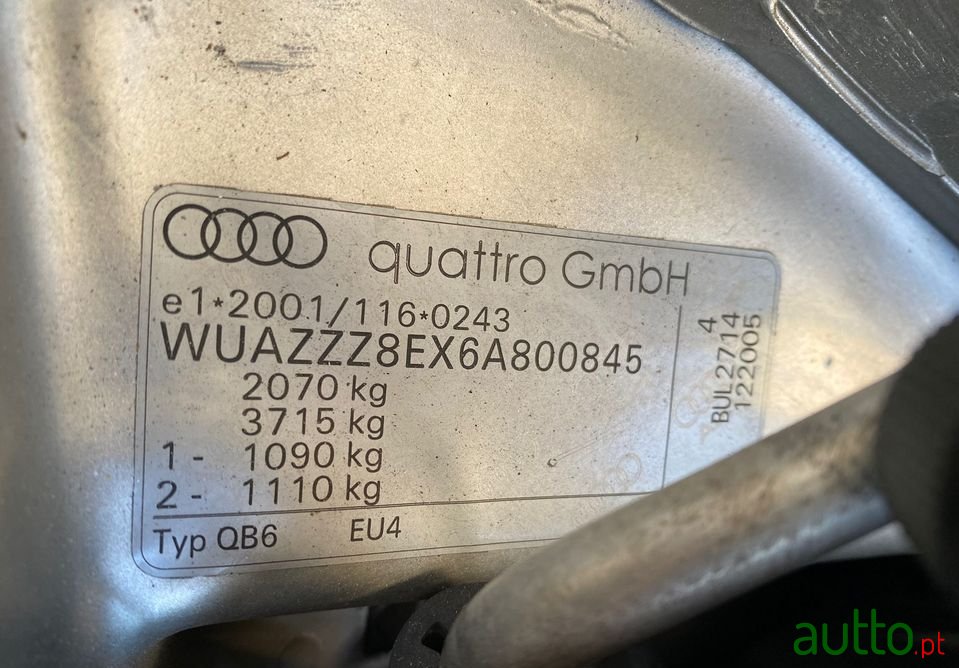 quattro GmbH
e1*2001/116*0243
WUAZZZ8EX6A800845
2070 kg
3715 kg
1- 1090 kg
2- 1110 kg
Typ QB6 EU4
BUL2714 4
122005
autto.pt